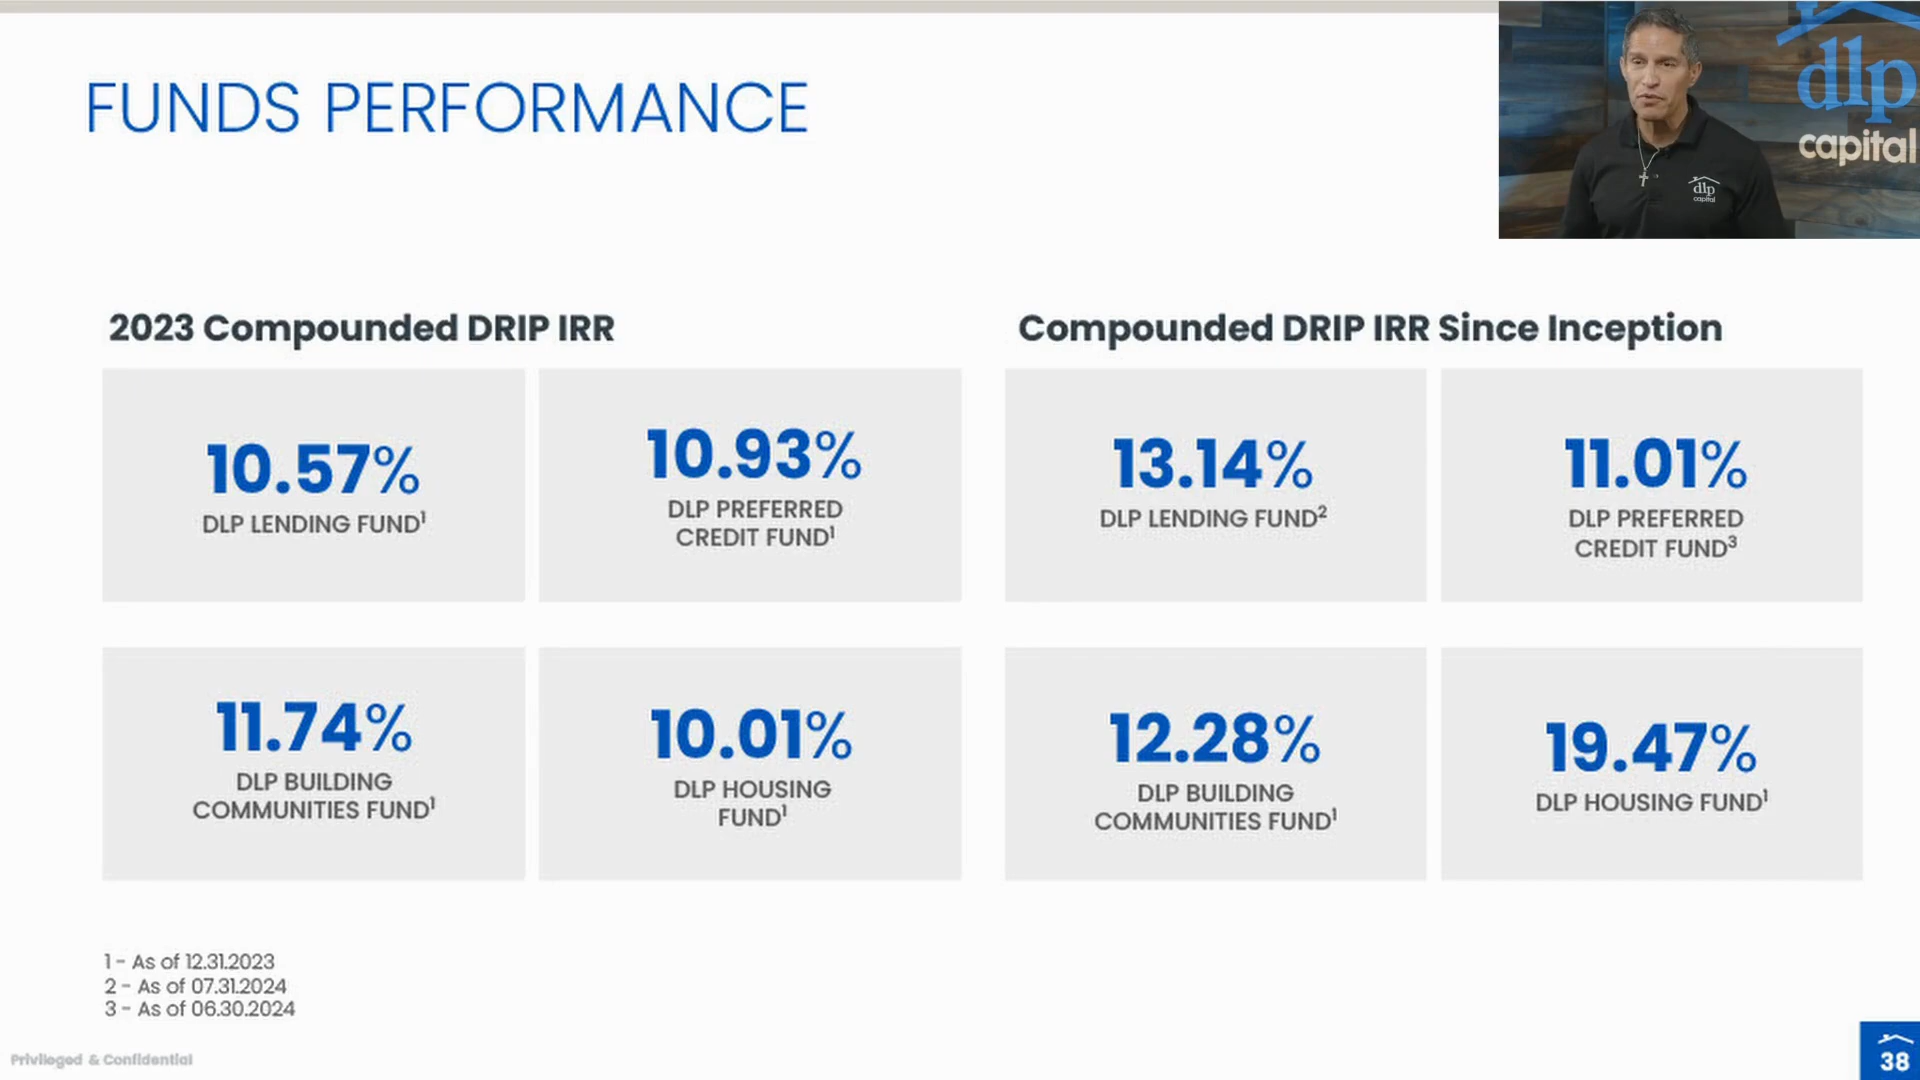 FUNDS PERFORMANCE
dlp
capital
dlp
capital
2023 Compounded DRIP IRR
10.57%
DLP LENDING FUND¹
10.93%
DLP PREFERRED
CREDIT FUND¹
11.74%
DLP BUILDING
COMMUNITIES FUND¹
10.01%
DLP HOUSING
FUND¹
Compounded DRIP IRR Since Inception
13.14%
DLP LENDING FUND²
11.01%
DLP PREFERRED
CREDIT FUND³
12.28%
DLP BUILDING
COMMUNITIES FUND¹
19.47%
DLP HOUSING FUND¹
1 - As of 12.31.2023
2 - As of 07.31.2024
3 - As of 06.30.2024
Privileged & Confidential
38